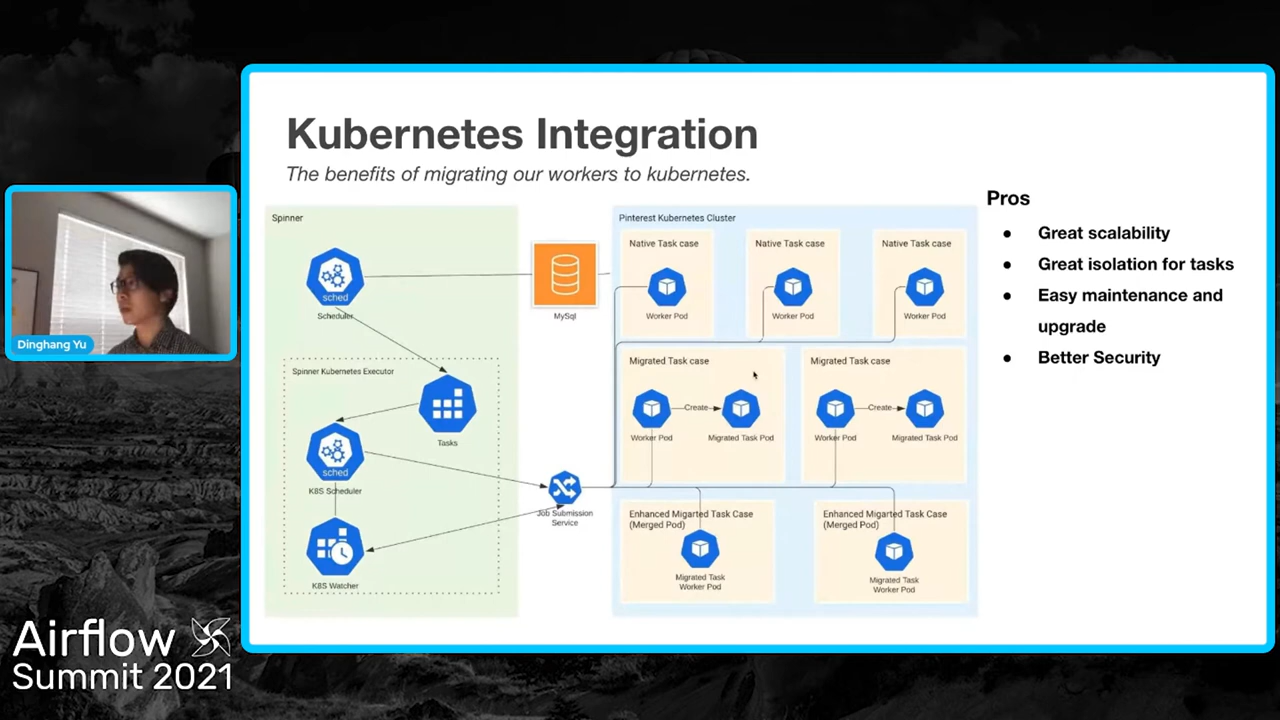 Kubernetes Integration
The benefits of migrating our workers to kubernetes.
Spinner
sched
Scheduler
Spinner Kubernetes Executor
Tasks
sched
K8S Scheduler
K8S Watcher
MySql
Job Submission
Service
Pinterest Kubernetes Cluster
Native Task case
Worker Pod
Native Task case
Worker Pod
Native Task case
Worker Pod
Migrated Task case
Create
Worker Pod
Migrated Task Pod
Migrated Task case
Create
Worker Pod
Migrated Task Pod
Enhanced Migarted Task Case
(Merged Pod)
Migrated Task
Worker Pod
Enhanced Migarted Task Case
(Merged Pod)
Migrated Task
Worker Pod
Pros
● Great scalability
● Great isolation for tasks
● Easy maintenance and
upgrade
● Better Security
Dinghang Yu
Airflow
Summit 2021